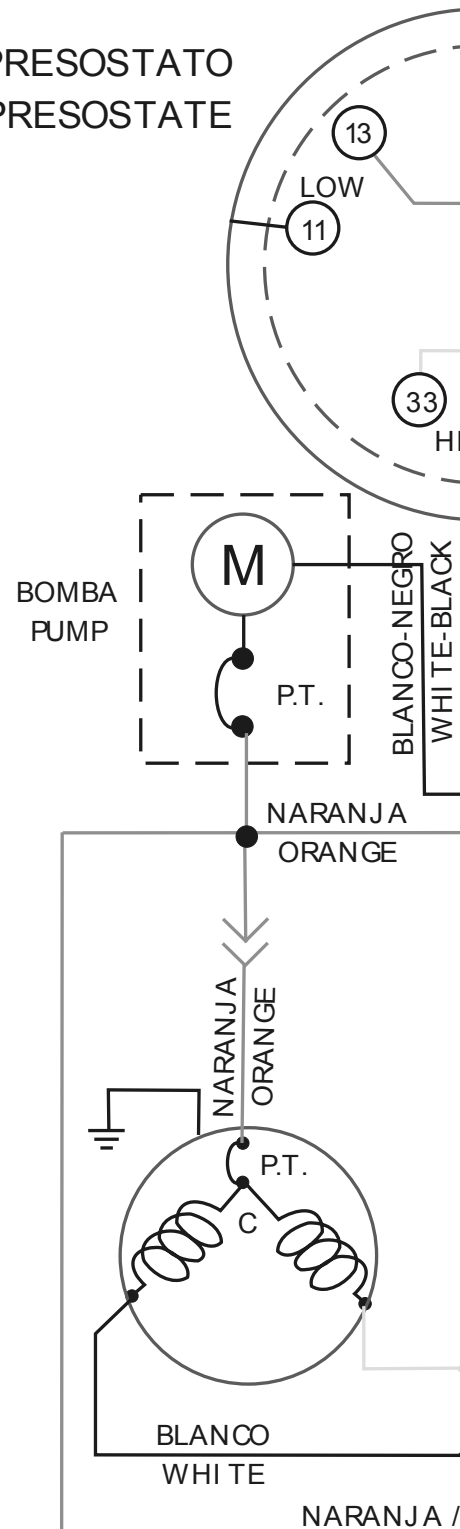 PRESOSTATO
PRESOSTATE
13
LOW
11
33
M
BOMBA
PUMP
P.T.
BLANCO-NEGRO
WHITE-BLACK
NARANJA
ORANGE
NARANJA
ORANGE
P.T.
C
BLANCO
WHITE
NARANJA /